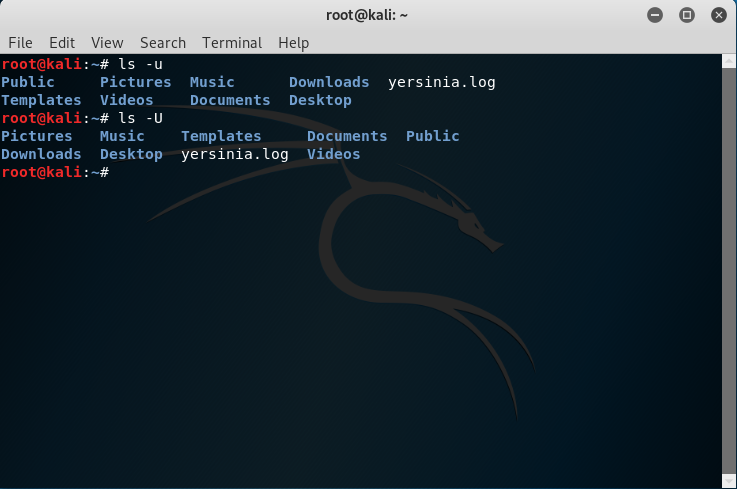 root@kali: ~
File Edit View Search Terminal Help
root@kali:~# ls -u
Public Pictures Music Downloads yersinia.log
Templates Videos Documents Desktop
root@kali:~# ls -U
Pictures Music Templates Documents Public
Downloads Desktop yersinia.log Videos
root@kali:~#